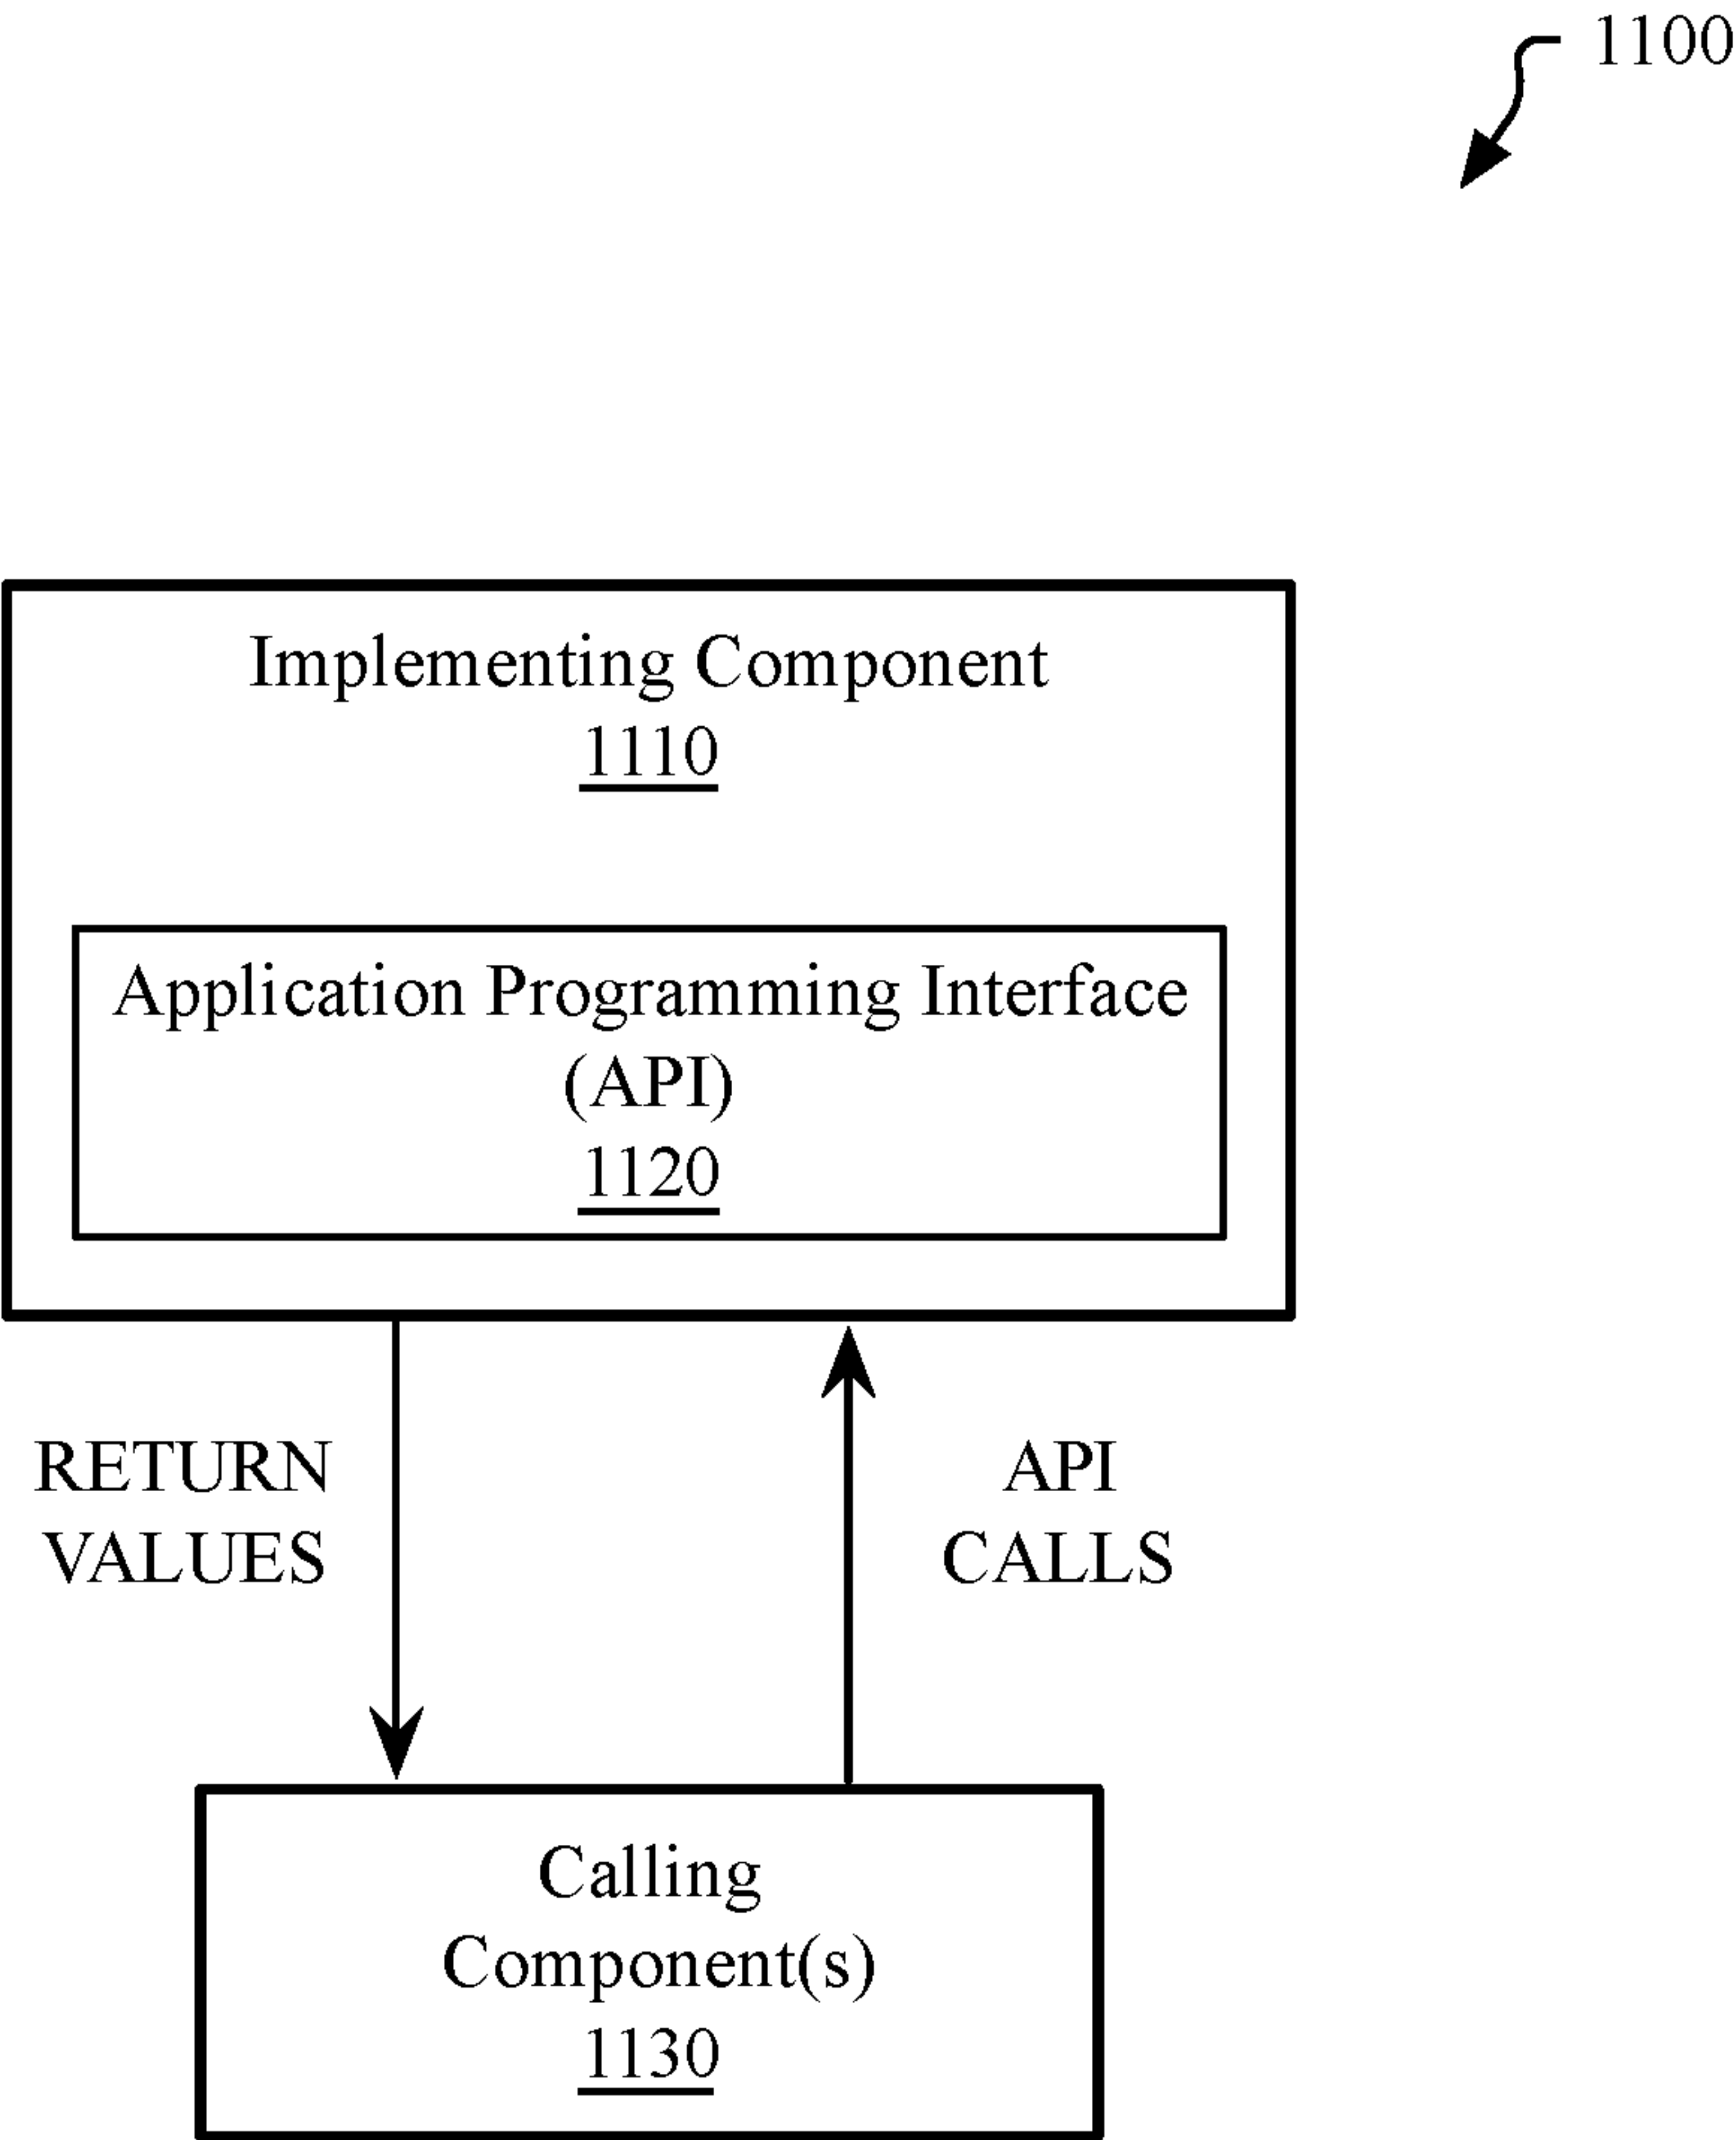 1100
Implementing Component
1110
Application Programming Interface
(API)
1120
RETURN
VALUES
API
CALLS
Calling
Component(s)
1130